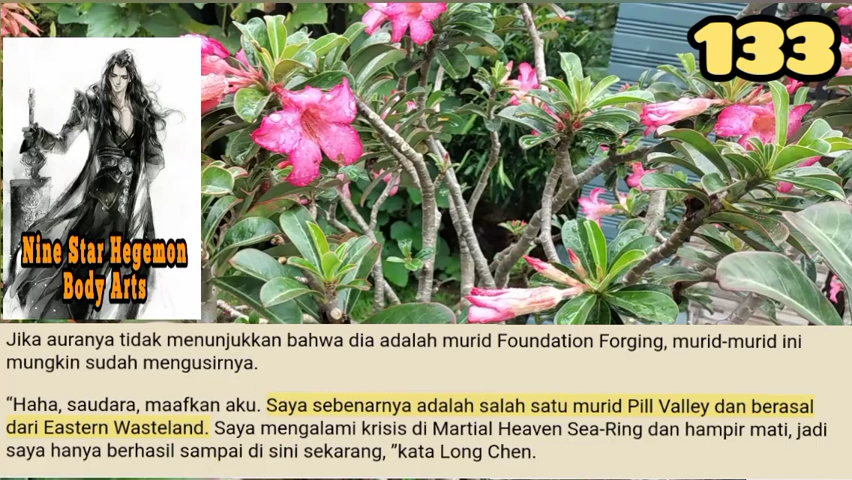 133
Nine Star Hegemon
Body Arts
Jika auranya tidak menunjukkan bahwa dia adalah murid Foundation Forging, murid-murid ini
mungkin sudah mengusirnya.
“Haha, saudara, maafkan aku. Saya sebenarnya adalah salah satu murid Pill Valley dan berasal
dari Eastern Wasteland. Saya mengalami krisis di Martial Heaven Sea-Ring dan hampir mati, jadi
saya hanya berhasil sampai di sini sekarang, ”kata Long Chen.